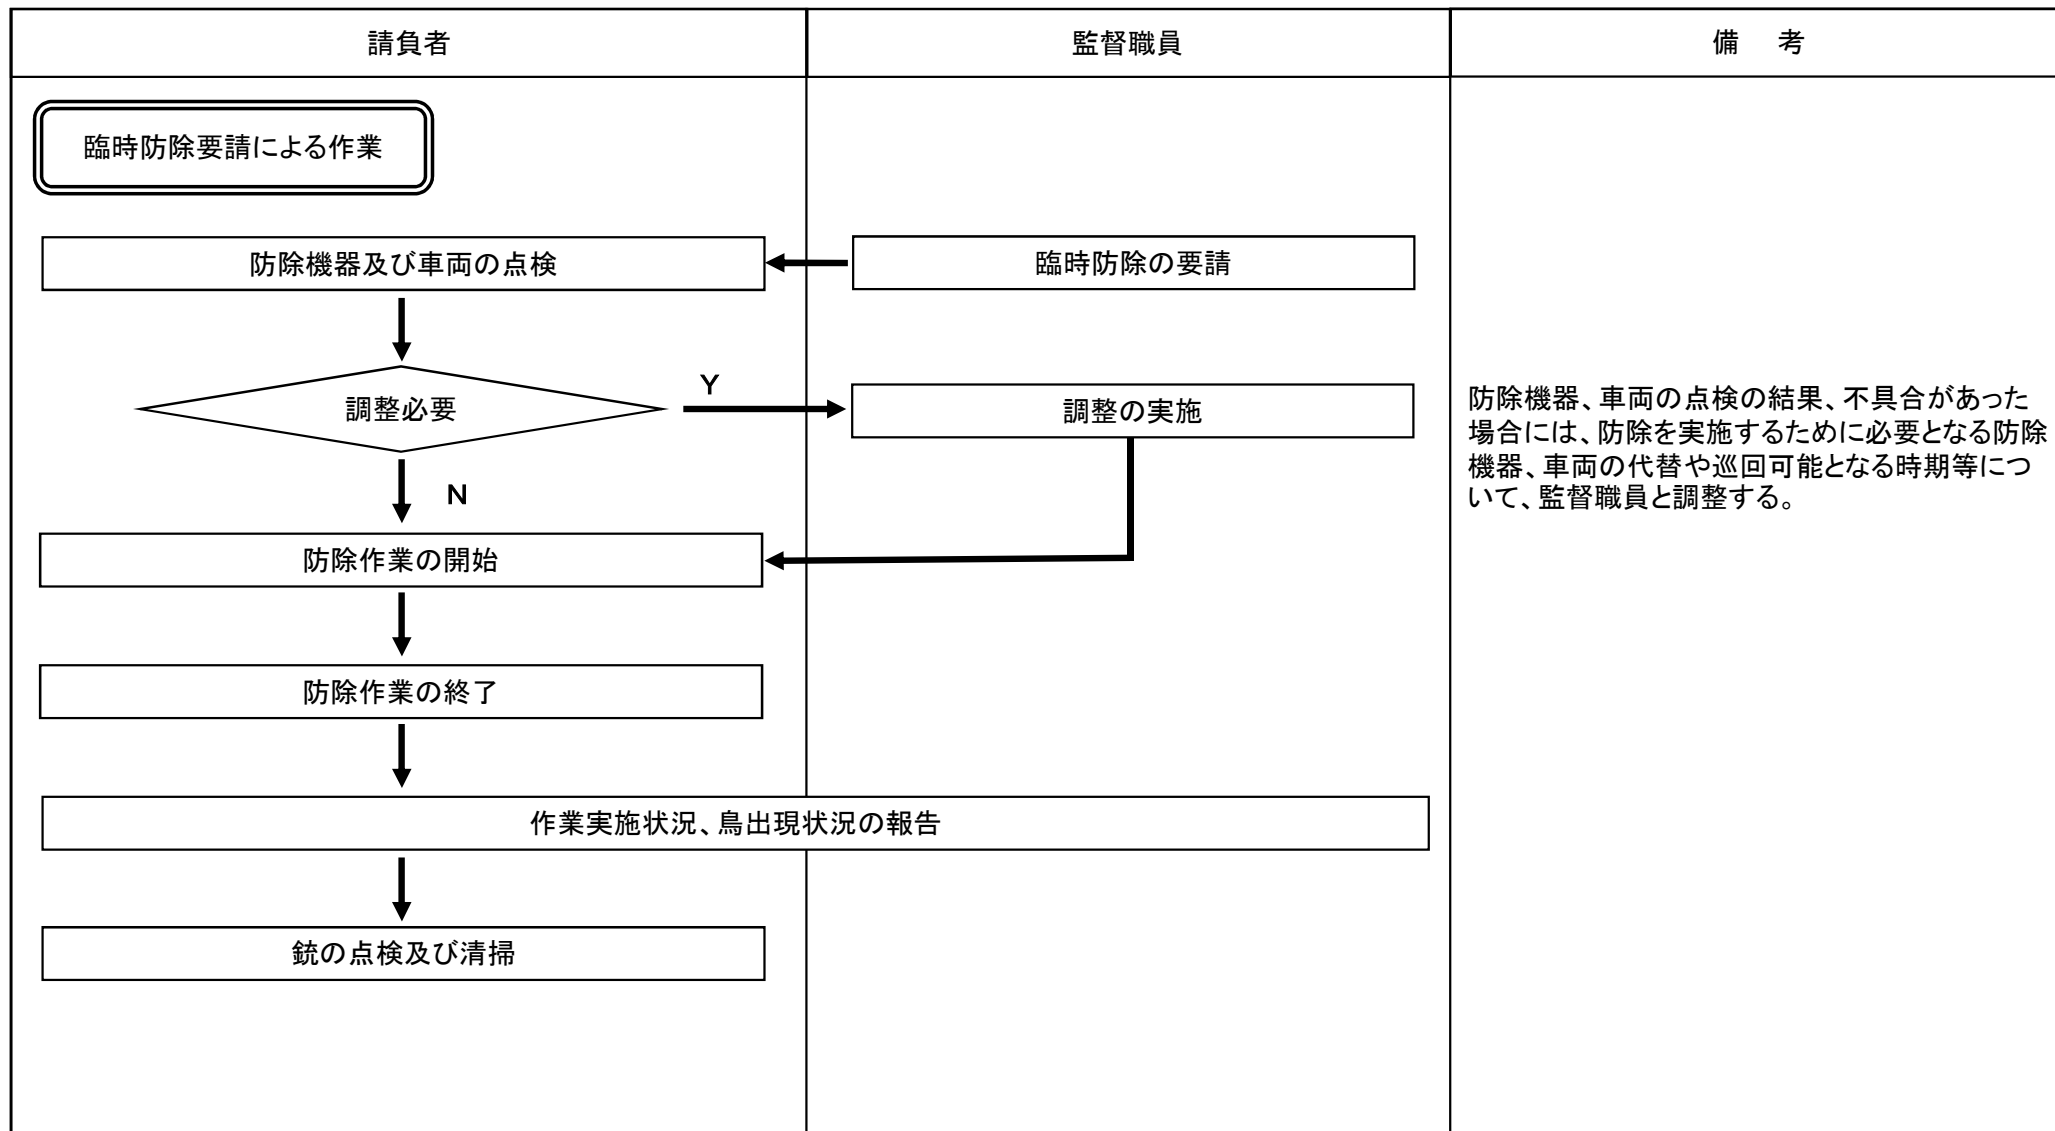 請負者
監督職員
備　考
臨時防除要請による作業
防除機器及び車両の点検
臨時防除の要請
調整必要
Y
調整の実施
防除機器、車両の点検の結果、不具合があった
場合には、防除を実施するために必要となる防除
機器、車両の代替や巡回可能となる時期等につ
いて、監督職員と調整する。
N
防除作業の開始
防除作業の終了
作業実施状況、鳥出現状況の報告
銃の点検及び清掃